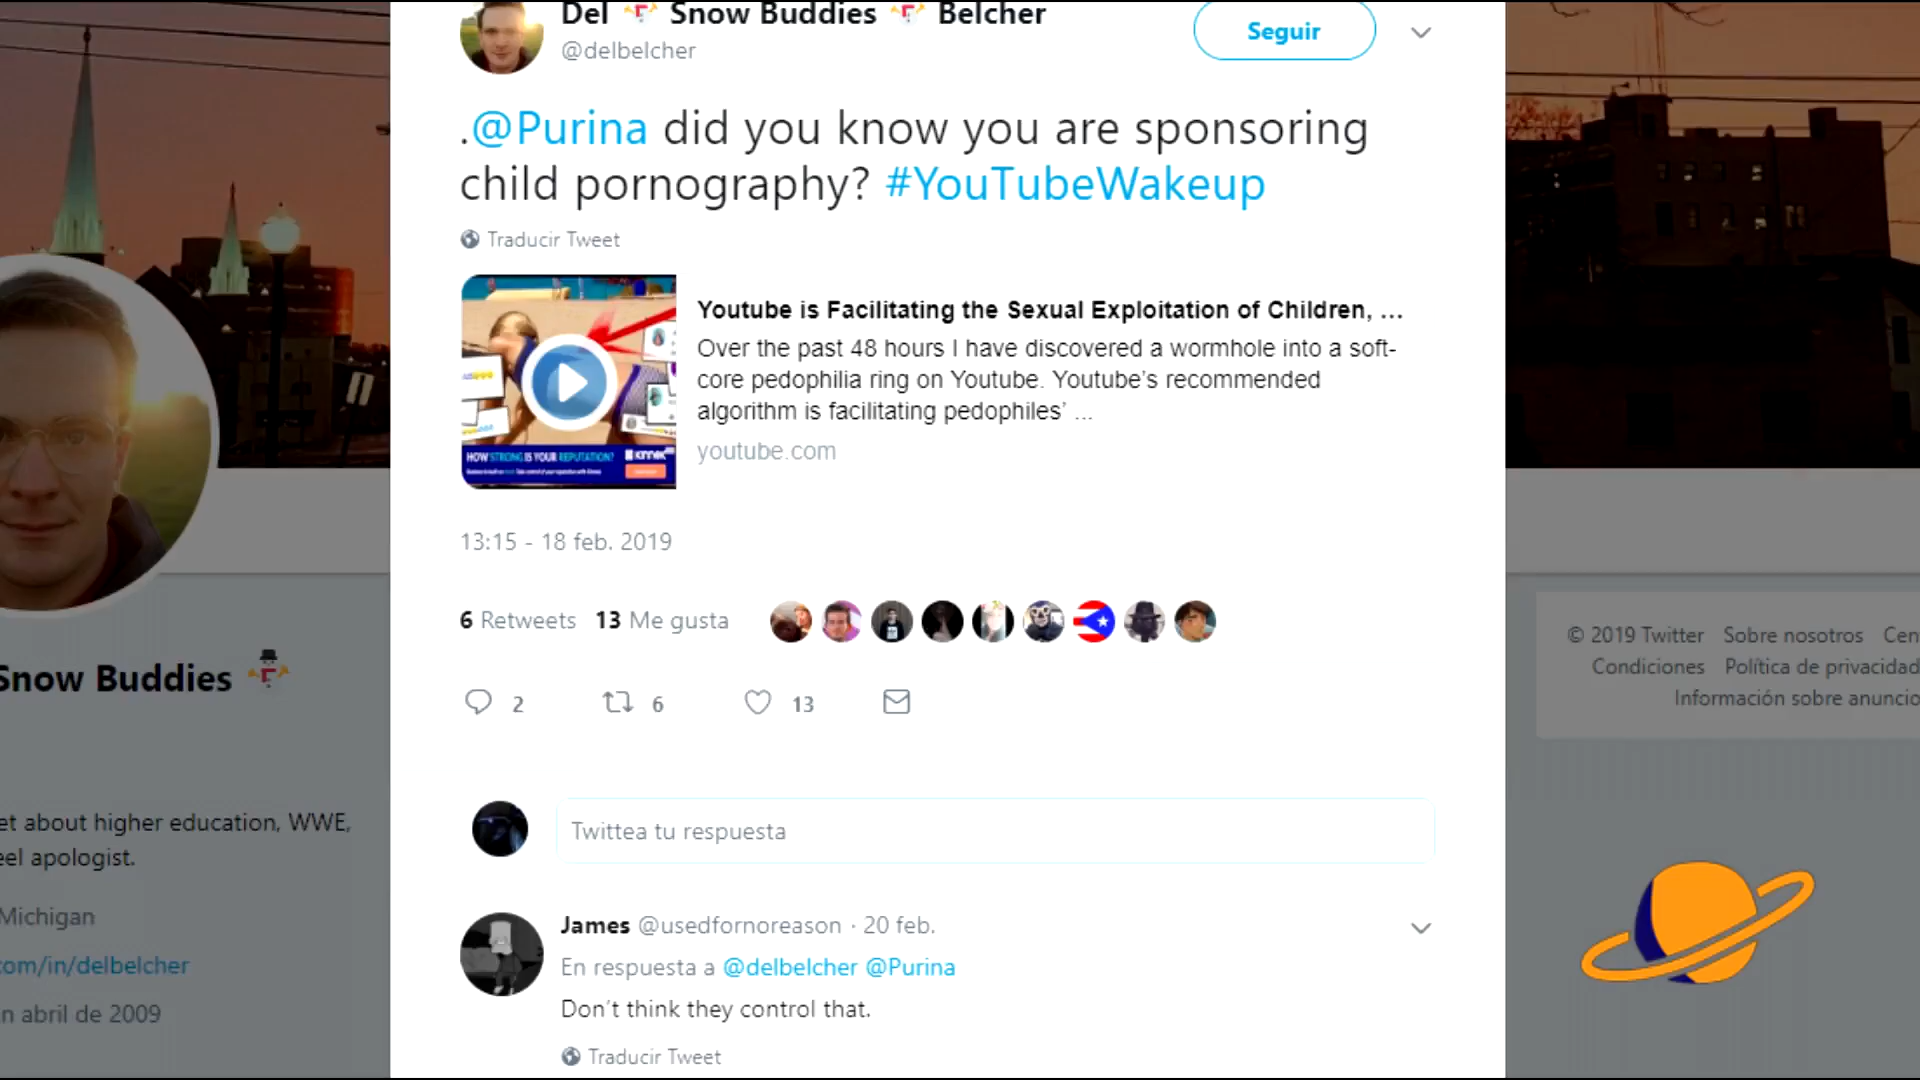 Del Snow Buddies Belcher
@delbelcher
Seguir
.@Purina did you know you are sponsoring
child pornography? #YouTubeWakeup
Traducir Tweet
HOW STRONG IS YOUR REPUTATION?
Youtube is Facilitating the Sexual Exploitation of Children, ...
Over the past 48 hours I have discovered a wormhole into a soft-
core pedophilia ring on Youtube. Youtube's recommended
algorithm is facilitating pedophiles' ...
youtube.com
13:15 - 18 feb. 2019
6 Retweets 13 Me gusta
2 6 13
Twittea tu respuesta
James @usedfornoreason · 20 feb.
En respuesta a @delbelcher @Purina
Don't think they control that.
Traducir Tweet
Snow Buddies
et about higher education, WWE,
eel apologist.
Michigan
com/in/delbelcher
n abril de 2009
© 2019 Twitter Sobre nosotros Cen
Condiciones Política de privacidad
Información sobre anuncio